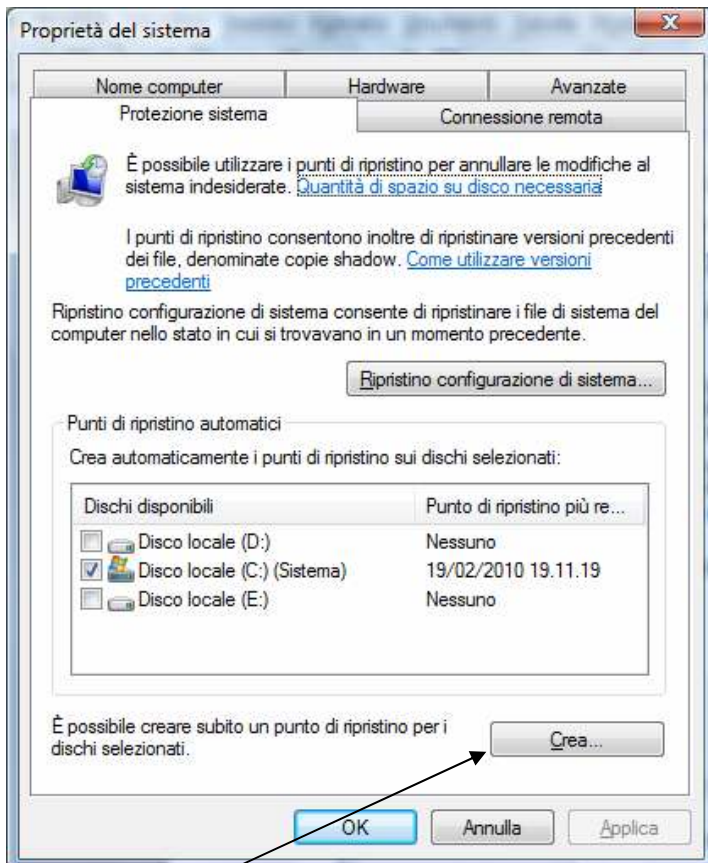 Proprietà del sistema
Nome computer
Hardware
Avanzate
Protezione sistema
Connessione remota
È possibile utilizzare i punti di ripristino per annullare le modifiche al
sistema indesiderate. Quantità di spazio su disco necessaria
I punti di ripristino consentono inoltre di ripristinare versioni precedenti
dei file, denominate copie shadow. Come utilizzare versioni
precedenti
Ripristino configurazione di sistema consente di ripristinare i file di sistema del
computer nello stato in cui si trovavano in un momento precedente.
Ripristino configurazione di sistema...
Punti di ripristino automatici
Crea automaticamente i punti di ripristino sui dischi selezionati:
Dischi disponibili
Punto di ripristino più re...
Disco locale (D:)
Nessuno
Disco locale (C:) (Sistema)
19/02/2010 19.11.19
Disco locale (E:)
Nessuno
È possibile creare subito un punto di ripristino per i
dischi selezionati.
Crea...
OK
Annulla
Applica